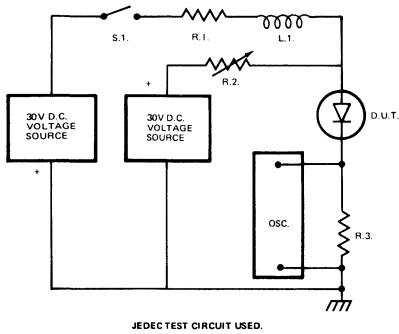 S.1.
R.1.
L.1.
+
R.2.
30V D.C.
VOLTAGE
SOURCE
30V D.C.
VOLTAGE
SOURCE
D.U.T.
+
OSC.
R.3.
JEDEC TEST CIRCUIT USED.